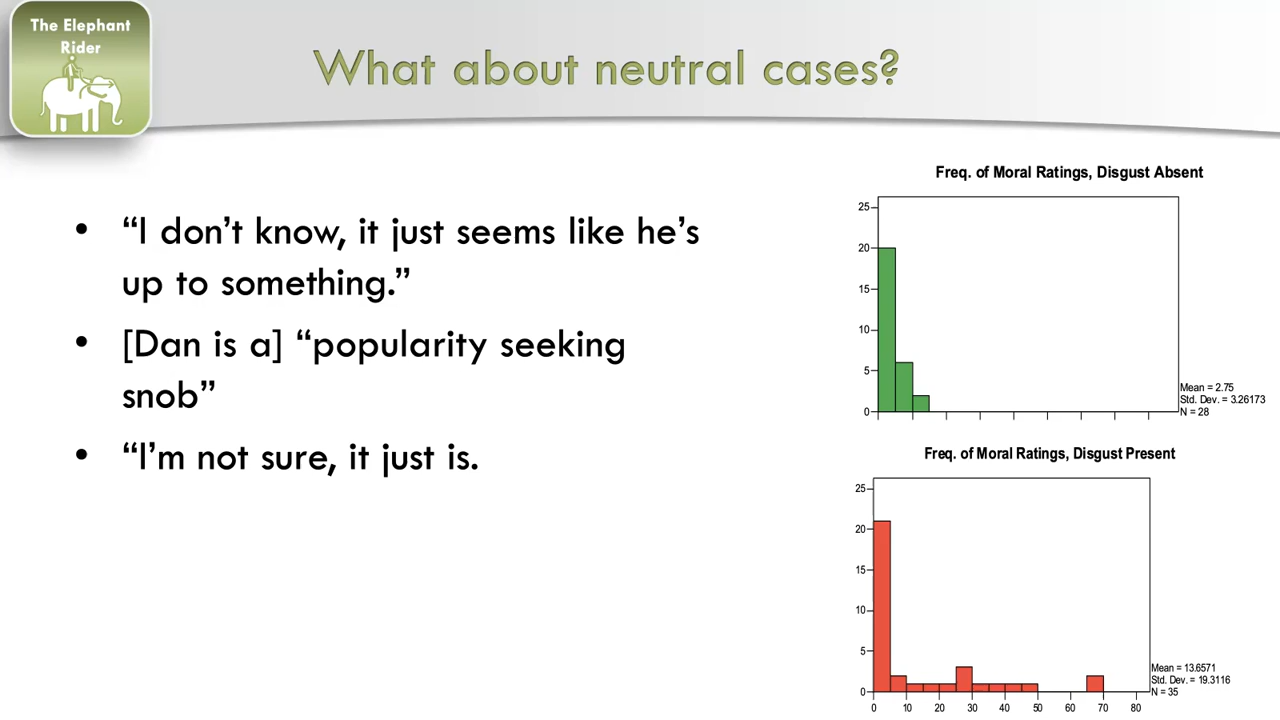 The Elephant
Rider
What about neutral cases?
• “I don’t know, it just seems like he’s
up to something.”
• [Dan is a] “popularity seeking
snob”
• “I’m not sure, it just is.
Freq. of Moral Ratings, Disgust Absent
25
20
15
10
5
0
Mean = 2.75
Std. Dev. = 3.26173
N = 28
Freq. of Moral Ratings, Disgust Present
25
20
15
10
5
0
0 10 20 30 40 50 60 70 80
Mean = 13.6571
Std. Dev. = 19.3116
N = 35